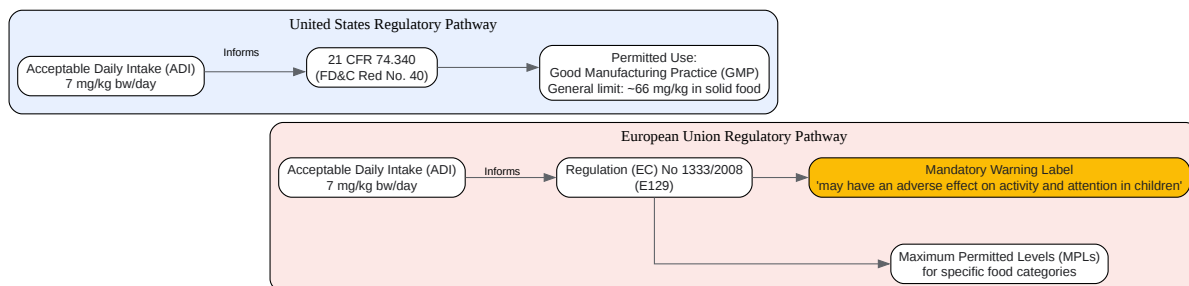 United States Regulatory Pathway
Acceptable Daily Intake (ADI)
7 mg/kg bw/day
Informs
21 CFR 74.340
(FD&C Red No. 40)
Permitted Use:
Good Manufacturing Practice (GMP)
General limit: ~66 mg/kg in solid food
European Union Regulatory Pathway
Acceptable Daily Intake (ADI)
7 mg/kg bw/day
Informs
Regulation (EC) No 1333/2008
(E129)
Mandatory Warning Label
'may have an adverse effect on activity and attention in children'
Maximum Permitted Levels (MPLs)
for specific food categories